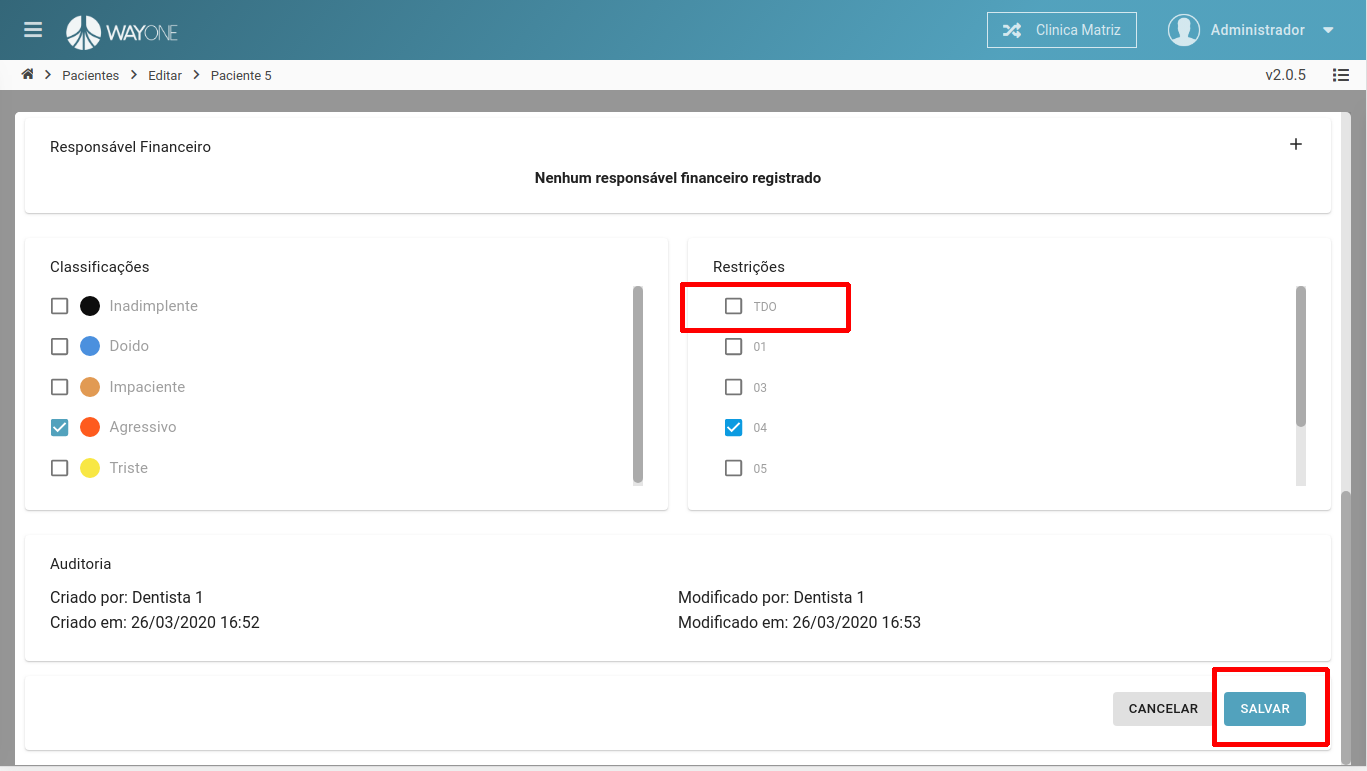 WAYONE
Clinica Matriz
Administrador
Pacientes
Editar
Paciente 5
v2.0.5
Responsável Financeiro
+
Nenhum responsável financeiro registrado
Classificações
Inadimplente
Doido
Impaciente
Agressivo
Triste
Restrições
TDO
01
03
04
05
Auditoria
Criado por: Dentista 1
Criado em: 26/03/2020 16:52
Modificado por: Dentista 1
Modificado em: 26/03/2020 16:53
CANCELAR
SALVAR